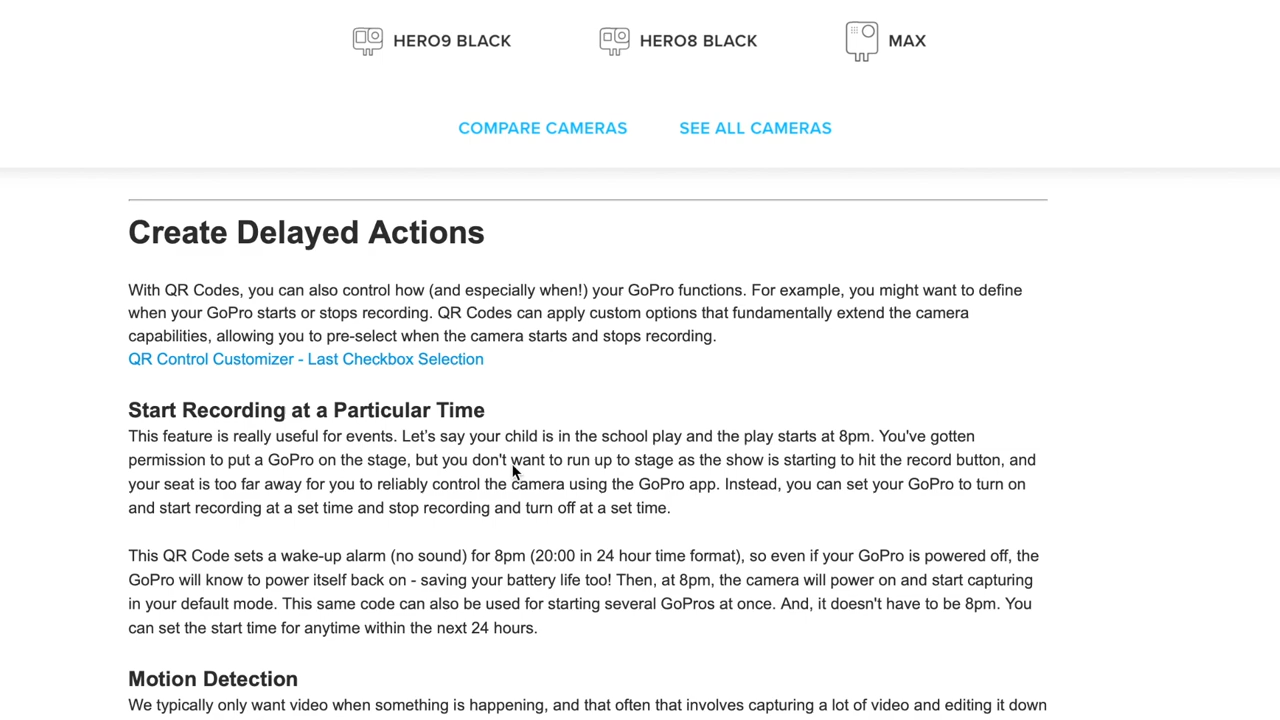 HERO9 BLACK HERO8 BLACK MAX
COMPARE CAMERAS SEE ALL CAMERAS
Create Delayed Actions
With QR Codes, you can also control how (and especially when!) your GoPro functions. For example, you might want to define
when your GoPro starts or stops recording. QR Codes can apply custom options that fundamentally extend the camera
capabilities, allowing you to pre-select when the camera starts and stops recording.
QR Control Customizer - Last Checkbox Selection
Start Recording at a Particular Time
This feature is really useful for events. Let's say your child is in the school play and the play starts at 8pm. You've gotten
permission to put a GoPro on the stage, but you don't want to run up to stage as the show is starting to hit the record button, and
your seat is too far away for you to reliably control the camera using the GoPro app. Instead, you can set your GoPro to turn on
and start recording at a set time and stop recording and turn off at a set time.
This QR Code sets a wake-up alarm (no sound) for 8pm (20:00 in 24 hour time format), so even if your GoPro is powered off, the
GoPro will know to power itself back on - saving your battery life too! Then, at 8pm, the camera will power on and start capturing
in your default mode. This same code can also be used for starting several GoPros at once. And, it doesn't have to be 8pm. You
can set the start time for anytime within the next 24 hours.
Motion Detection
We typically only want video when something is happening, and that often that involves capturing a lot of video and editing it down